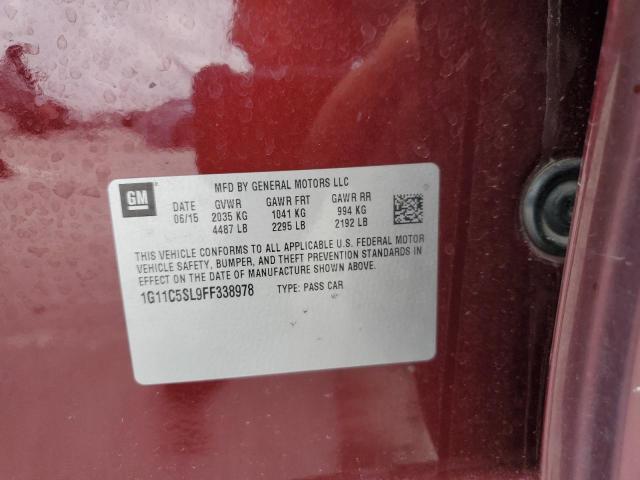 GM
MFD BY GENERAL MOTORS LLC
DATE GVWR GAWR FRT GAWR RR
06/15 2035 KG 1041 KG 994 KG
4487 LB 2295 LB 2192 LB
THIS VEHICLE CONFORMS TO ALL APPLICABLE U.S. FEDERAL MOTOR
VEHICLE SAFETY, BUMPER, AND THEFT PREVENTION STANDARDS IN
EFFECT ON THE DATE OF MANUFACTURE SHOWN ABOVE.
1G11C5SL9FF338978 TYPE: PASS CAR